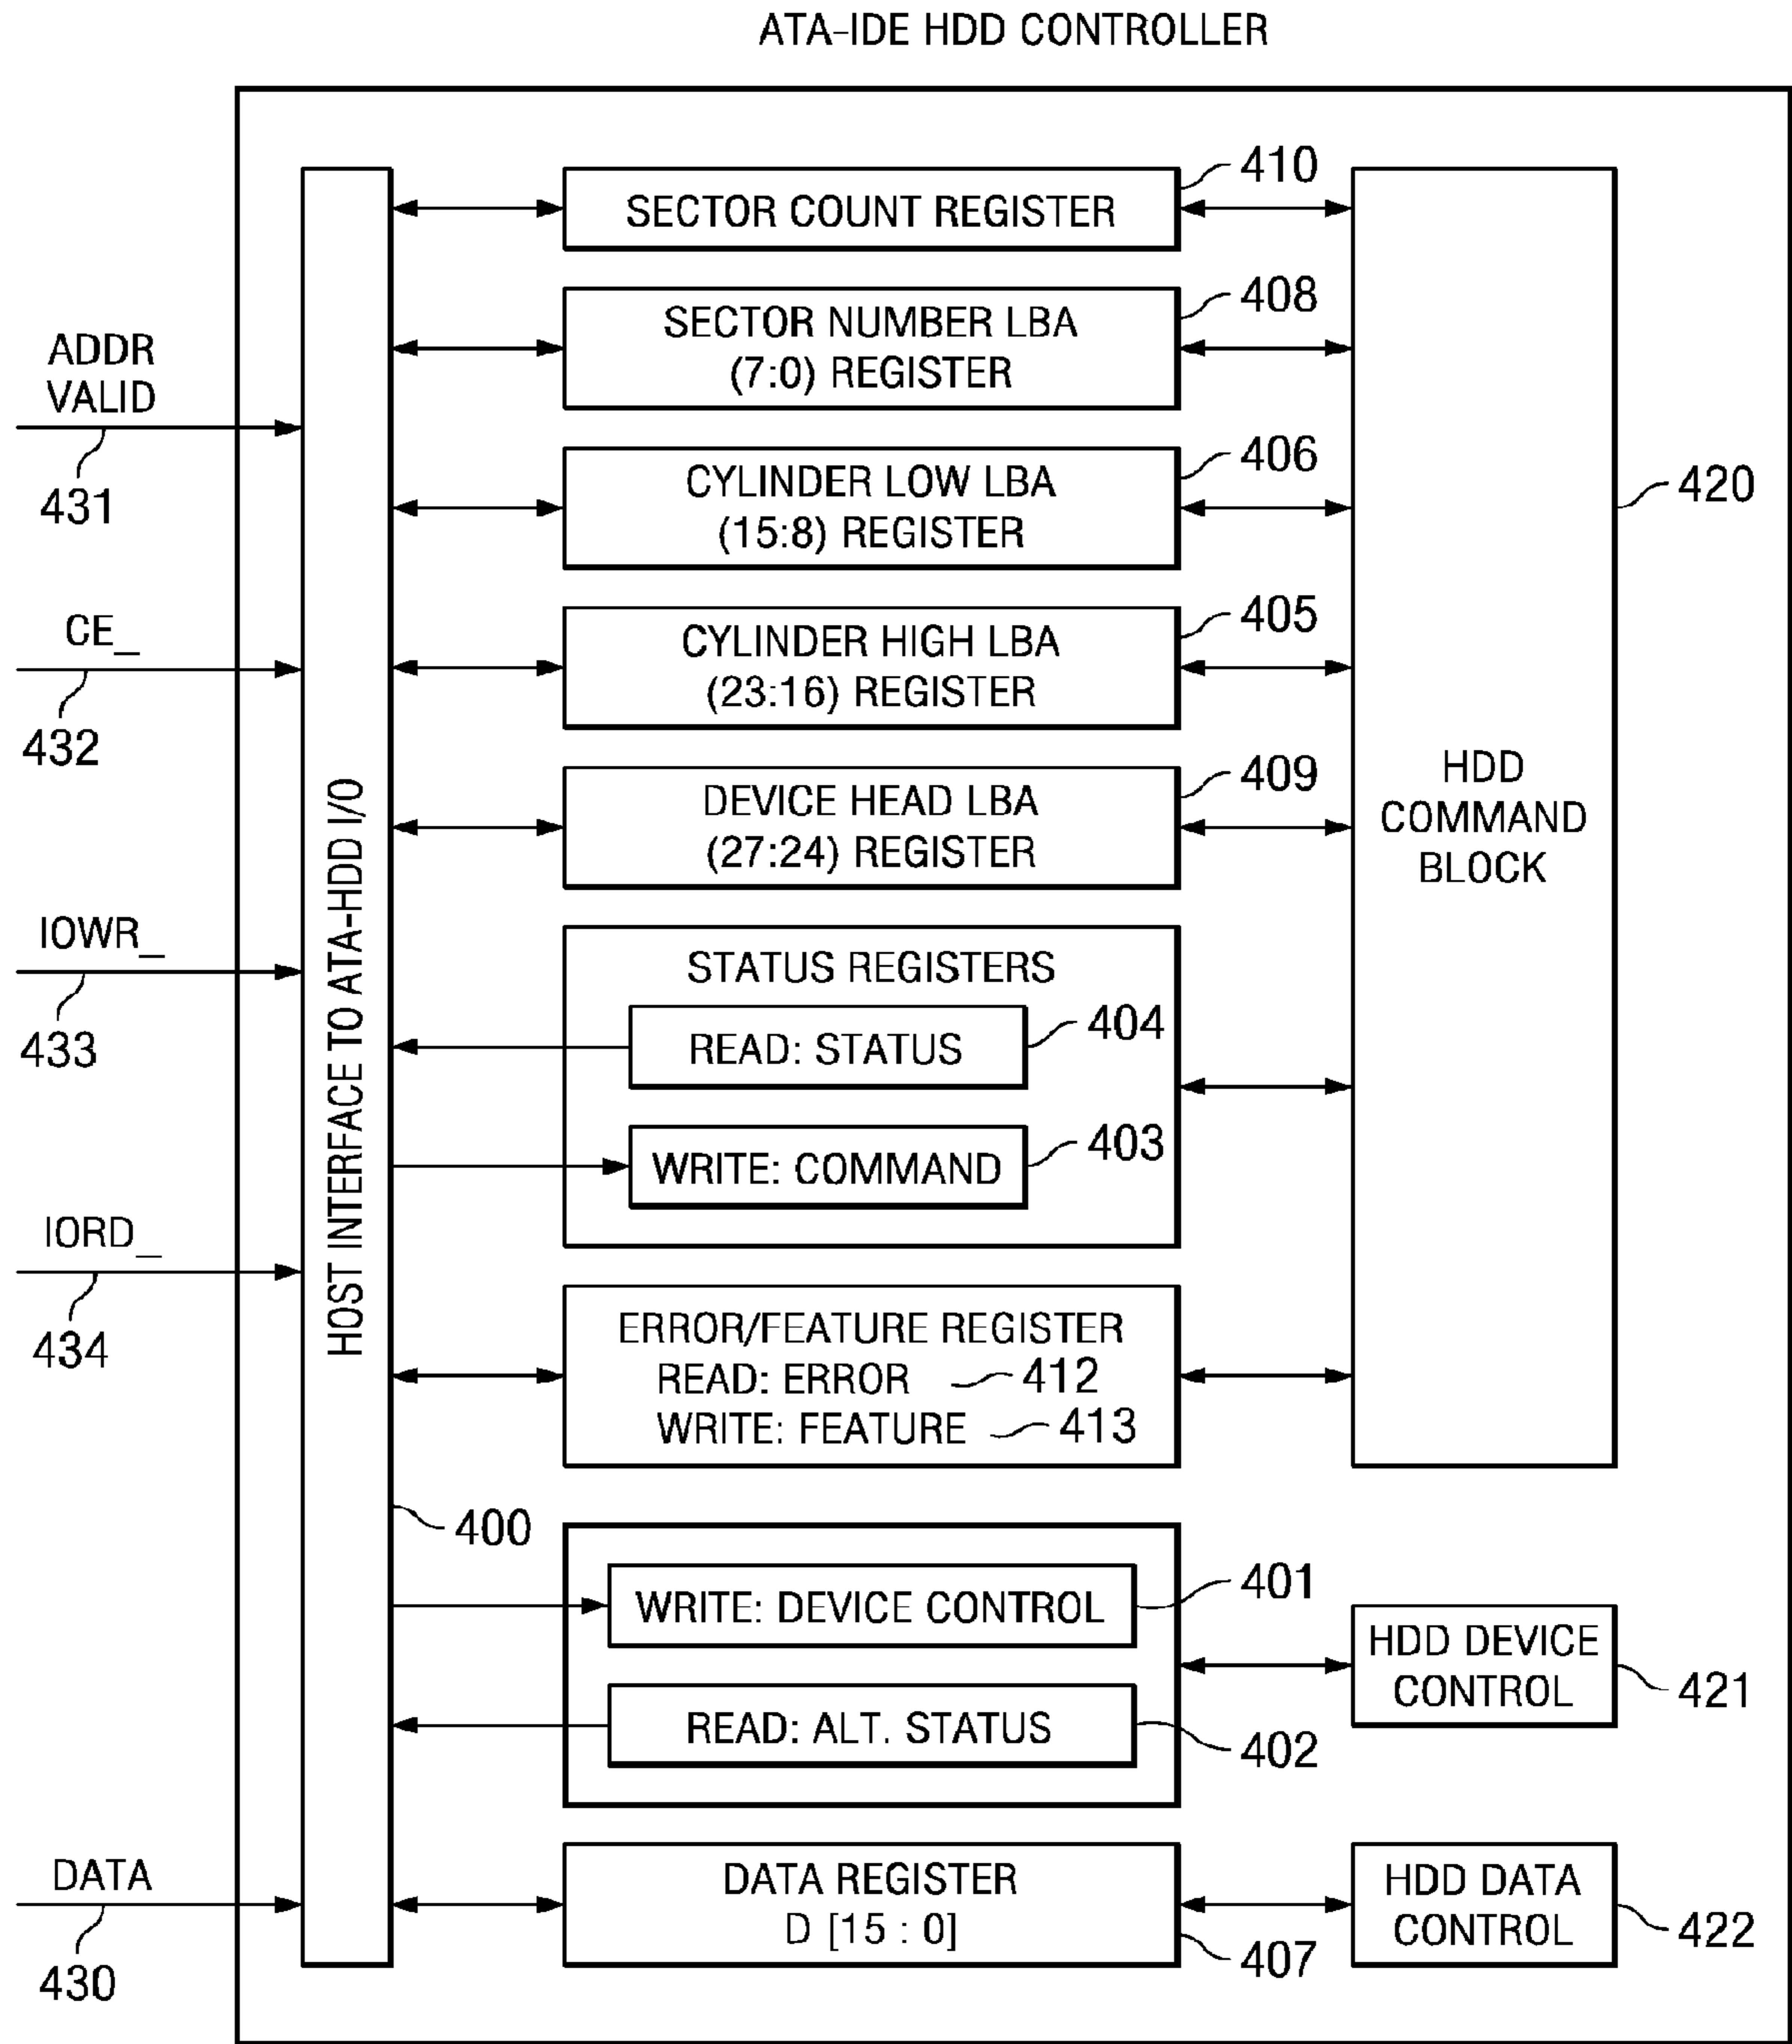 ATA-IDE HDD CONTROLLER
SECTOR COUNT REGISTER
410
SECTOR NUMBER LBA
(7:0) REGISTER
408
ADDR
VALID
431
CYLINDER LOW LBA
(15:8) REGISTER
406
420
CE_
432
CYLINDER HIGH LBA
(23:16) REGISTER
405
DEVICE HEAD LBA
(27:24) REGISTER
409
HDD
COMMAND
BLOCK
HOST INTERFACE TO ATA-HDD I/O
IOWR_
433
STATUS REGISTERS
READ: STATUS
404
WRITE: COMMAND
403
IORD_
434
ERROR/FEATURE REGISTER
READ: ERROR 412
WRITE: FEATURE 413
400
WRITE: DEVICE CONTROL
401
READ: ALT. STATUS
402
HDD DEVICE
CONTROL
421
DATA
430
DATA REGISTER
D [15 : 0]
407
HDD DATA
CONTROL
422